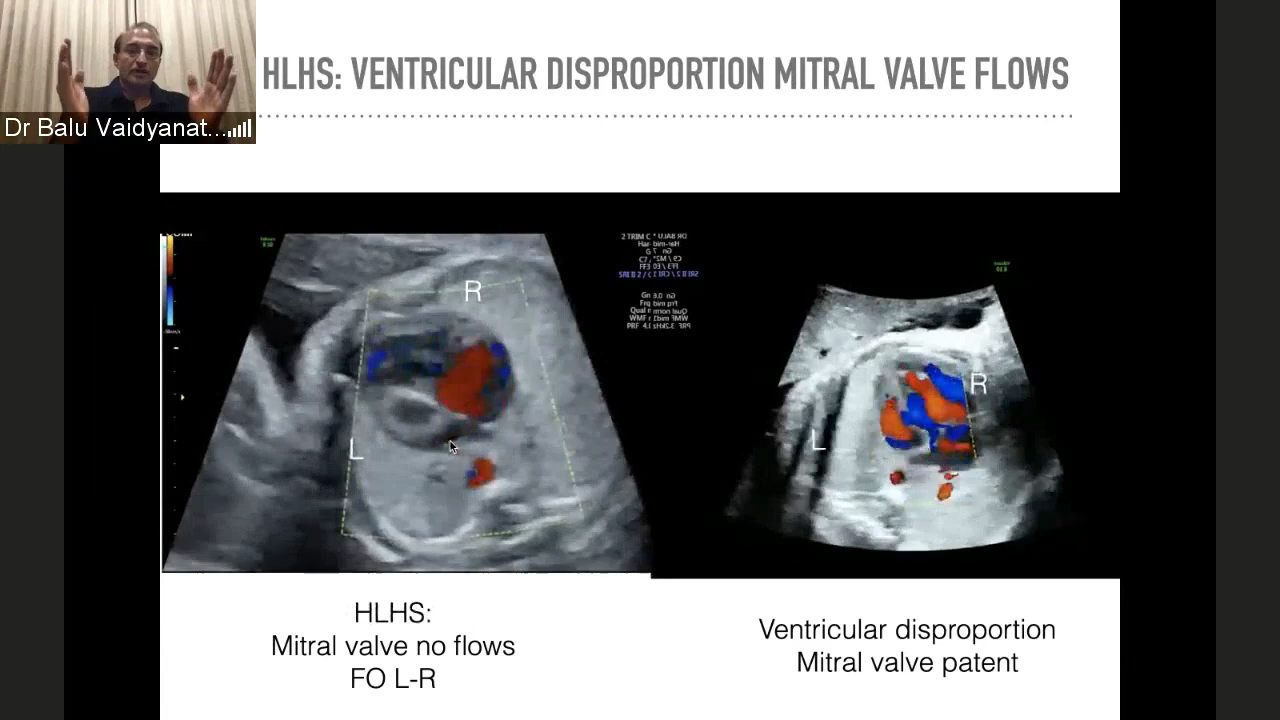 HLHS: VENTRICULAR DISPROPORTION MITRAL VALVE FLOWS
Dr Balu Vaidyanat...
R
L
R
L
HLHS:
Mitral valve no flows
FO L-R
Ventricular disproportion
Mitral valve patent